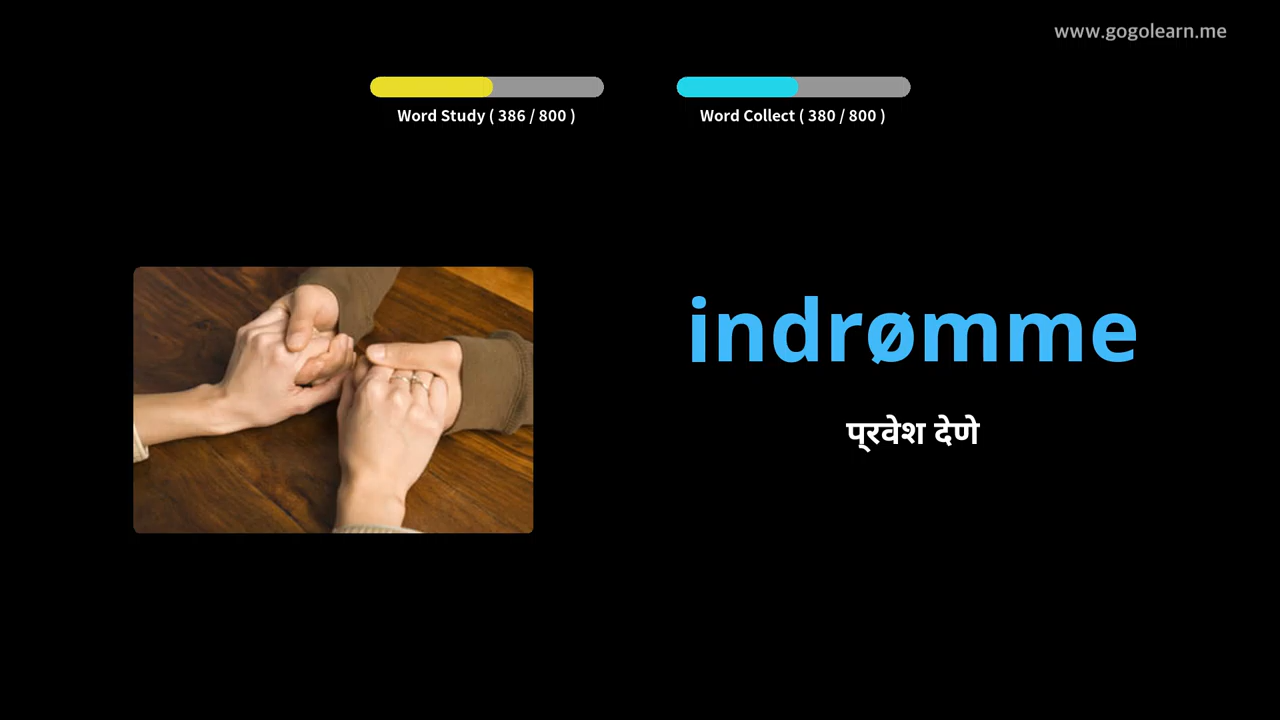 www.gogolearn.me
Word Study ( 386 / 800 )
Word Collect ( 380 / 800 )
indrømme
प्रवेश देणे